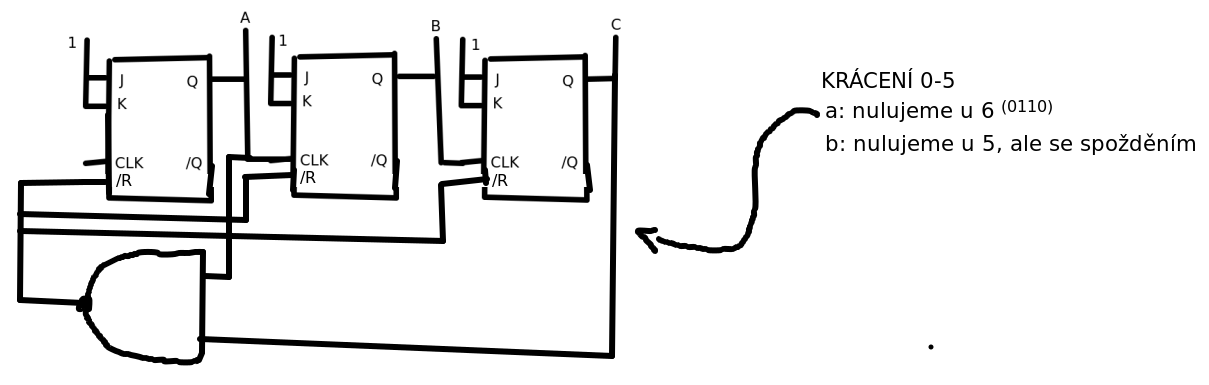 A
B
C
1
1
1
J
Q
K
CLK
/Q
/R
J
Q
K
CLK
/Q
/R
J
Q
K
CLK
/Q
/R
KRÁCENÍ 0-5
a: nulujeme u 6 (0110)
b: nulujeme u 5, ale se spožděním